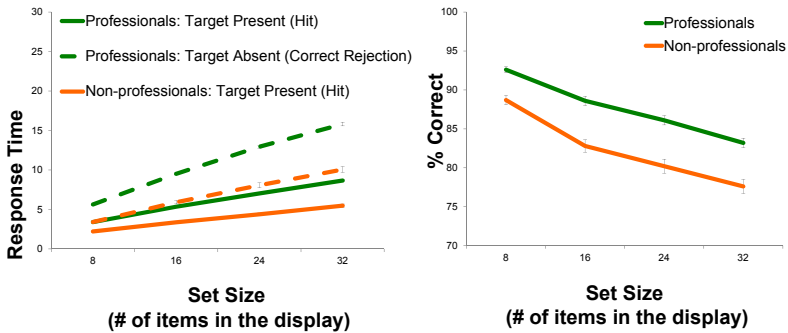 30
25
20
15
10
5
0
Response Time
Professionals: Target Present (Hit)
Professionals: Target Absent (Correct Rejection)
Non-professionals: Target Present (Hit)
8 16 24 32
Set Size
(# of items in the display)
100
95
90
85
80
75
70
% Correct
Professionals
Non-professionals
8 16 24 32
Set Size
(# of items in the display)